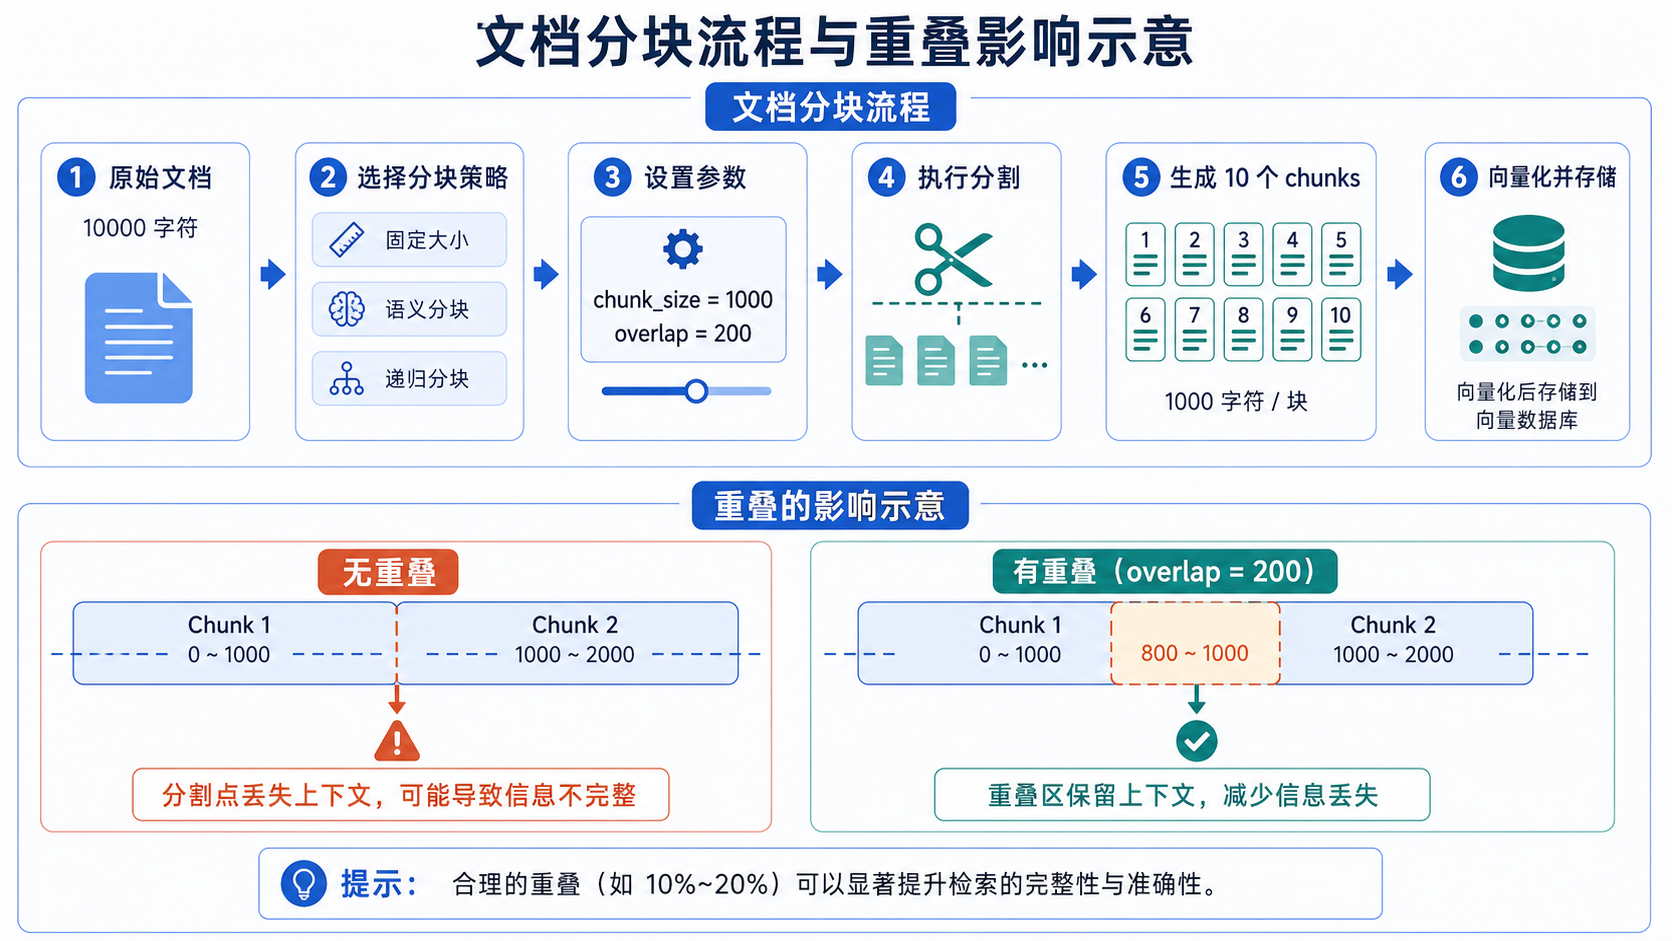 文档分块流程与重叠影响示意
文档分块流程
1 原始文档
10000 字符
2 选择分块策略
固定大小
语义分块
递归分块
3 设置参数
chunk_size = 1000
overlap = 200
4 执行分割
...
5 生成 10 个 chunks
1 2 3 4 5
6 7 8 9 10
1000 字符 / 块
6 向量化并存储
向量化后存储到
向量数据库
重叠的影响示意
无重叠
Chunk 1
0 ~ 1000
Chunk 2
1000 ~ 2000
分割点丢失上下文，可能导致信息不完整
有重叠（overlap = 200）
Chunk 1
0 ~ 1000
800 ~ 1000
Chunk 2
1000 ~ 2000
重叠区保留上下文，减少信息丢失
提示： 合理的重叠（如 10%~20%）可以显著提升检索的完整性与准确性。